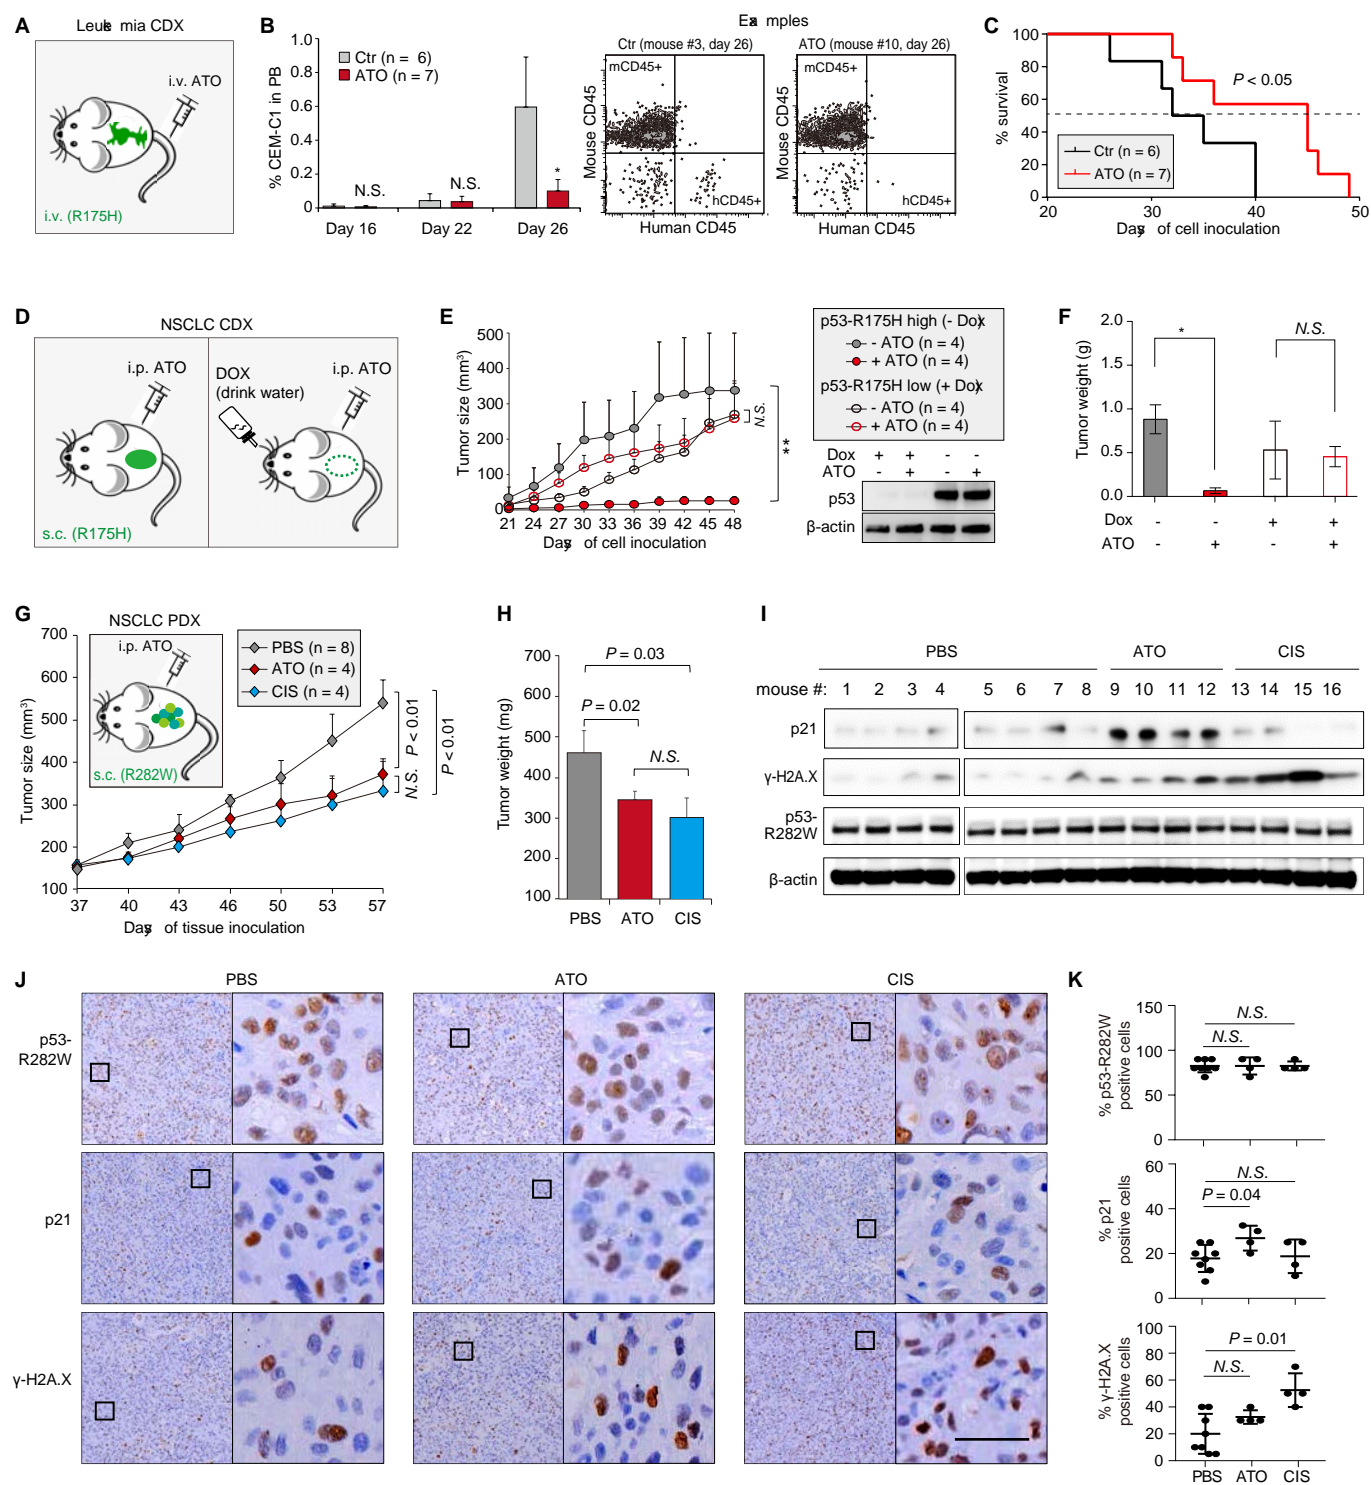 A
Leukemia CDX
i.v. ATO
i.v. (R175H)
B
% CEM-C1 in PB
1.0
0.8
0.6
0.4
0.2
0
Ctr (n = 6)
ATO (n = 7)
N.S.
N.S.
*
Day 16
Day 22
Day 26
Examples
Ctr (mouse #3, day 26)
ATO (mouse #10, day 26)
mCD45+
mCD45+
Mouse CD45
Mouse CD45
hCD45+
hCD45+
Human CD45
Human CD45
C
% survival
100
80
60
40
20
0
P < 0.05
Ctr (n = 6)
ATO (n = 7)
20
30
40
50
Days of cell inoculation
D
NSCLC CDX
i.p. ATO
DOX
(drink water)
i.p. ATO
s.c. (R175H)
E
Tumor size (mm³)
500
400
300
200
100
0
21 24 27 30 33 36 39 42 45 48
Days of cell inoculation
N.S.
**
p53-R175H high (- Dox)
- ATO (n = 4)
+ ATO (n = 4)
p53-R175H low (+ Dox)
- ATO (n = 4)
+ ATO (n = 4)
Dox + + - -
ATO - + - +
p53
β-actin
F
Tumor weight (g)
2.0
1.5
1.0
0.5
0.0
*
N.S.
Dox - - + +
ATO - + - +
G
NSCLC PDX
i.p. ATO
s.c. (R282W)
PBS (n = 8)
ATO (n = 4)
CIS (n = 4)
Tumor size (mm³)
700
600
500
400
300
200
100
37 40 43 46 50 53 57
Days of tissue inoculation
N.S.
P < 0.01
P < 0.01
H
Tumor weight (mg)
700
600
500
400
300
200
100
P = 0.03
P = 0.02
N.S.
PBS ATO CIS
I
PBS
ATO
CIS
mouse #: 1 2 3 4 5 6 7 8 9 10 11 12 13 14 15 16
p21
γ-H2A.X
p53-
R282W
β-actin
J
PBS
ATO
CIS
p53-
R282W
p21
γ-H2A.X
K
% p53-R282W
positive cells
150
100
50
0
N.S.
N.S.
% p21
positive cells
60
40
20
0
N.S.
P = 0.04
% γ-H2A.X
positive cells
100
80
60
40
20
0
P = 0.01
N.S.
PBS ATO CIS